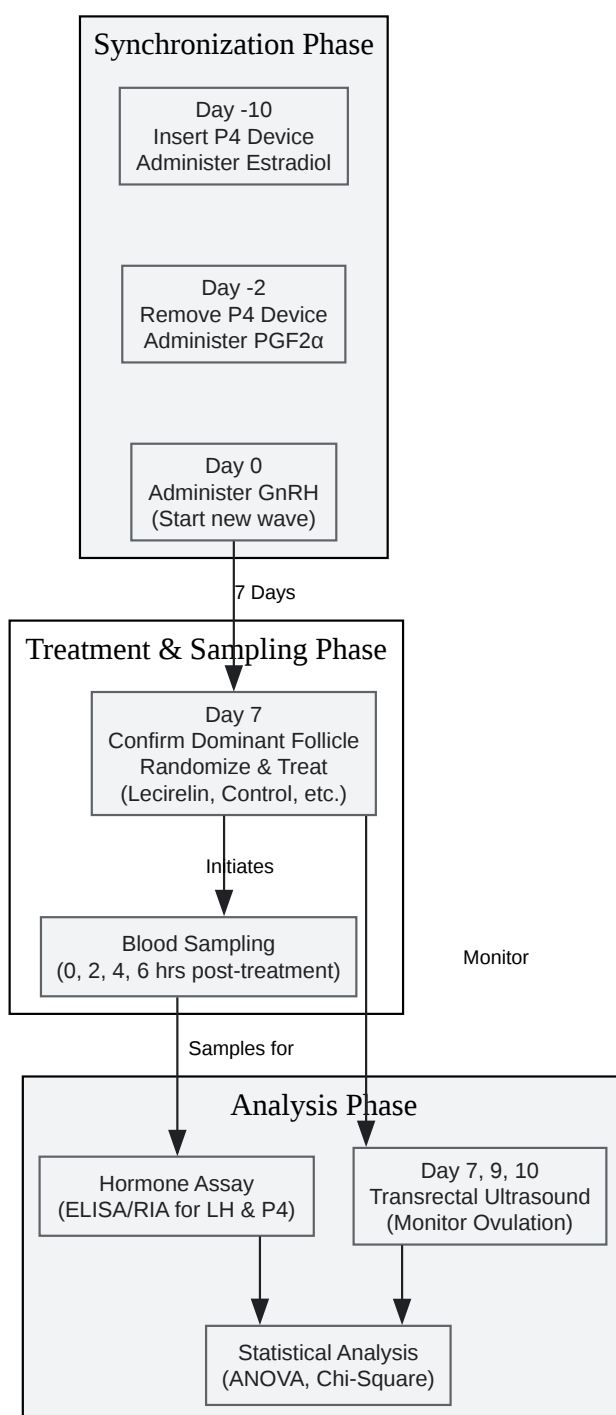 Synchronization Phase
Day -10
Insert P4 Device
Administer Estradiol
Day -2
Remove P4 Device
Administer PGF2α
Day 0
Administer GnRH
(Start new wave)
7 Days
Treatment & Sampling Phase
Day 7
Confirm Dominant Follicle
Randomize & Treat
(Lecirelin, Control, etc.)
Initiates
Blood Sampling
(0, 2, 4, 6 hrs post-treatment)
Monitor
Samples for
Analysis Phase
Hormone Assay
(ELISA/RIA for LH & P4)
Day 7, 9, 10
Transrectal Ultrasound
(Monitor Ovulation)
Statistical Analysis
(ANOVA, Chi-Square)